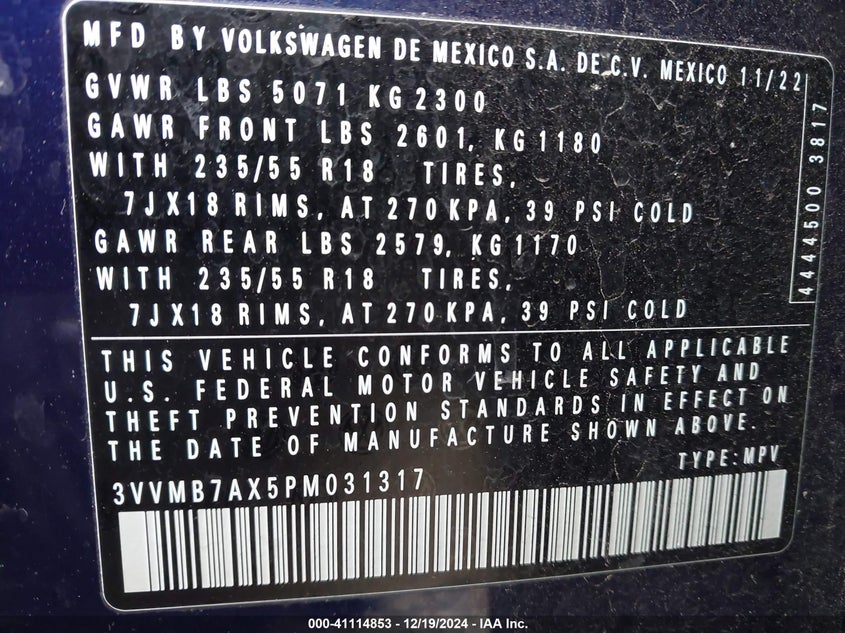 MFD BY VOLKSWAGEN DE MEXICO S.A. DE C.V. MEXICO 11/22
GVWR LBS 5071 KG 2300
GAWR FRONT LBS 2601, KG 1180
WITH 235/55 R18 TIRES,
7JX18 RIMS, AT 270 KPA, 39 PSI COLD
GAWR REAR LBS 2579, KG 1170
WITH 235/55 R18 TIRES,
7JX18 RIMS, AT 270 KPA, 39 PSI COLD
4444500 3817
THIS VEHICLE CONFORMS TO ALL APPLICABLE
U.S. FEDERAL MOTOR VEHICLE SAFETY AND
THEFT PREVENTION STANDARDS IN EFFECT ON
THE DATE OF MANUFACTURE SHOWN ABOVE.
TYPE: MPV
3VVMB7AX5PM031317
000-41114853 - 12/19/2024 - IAA Inc.